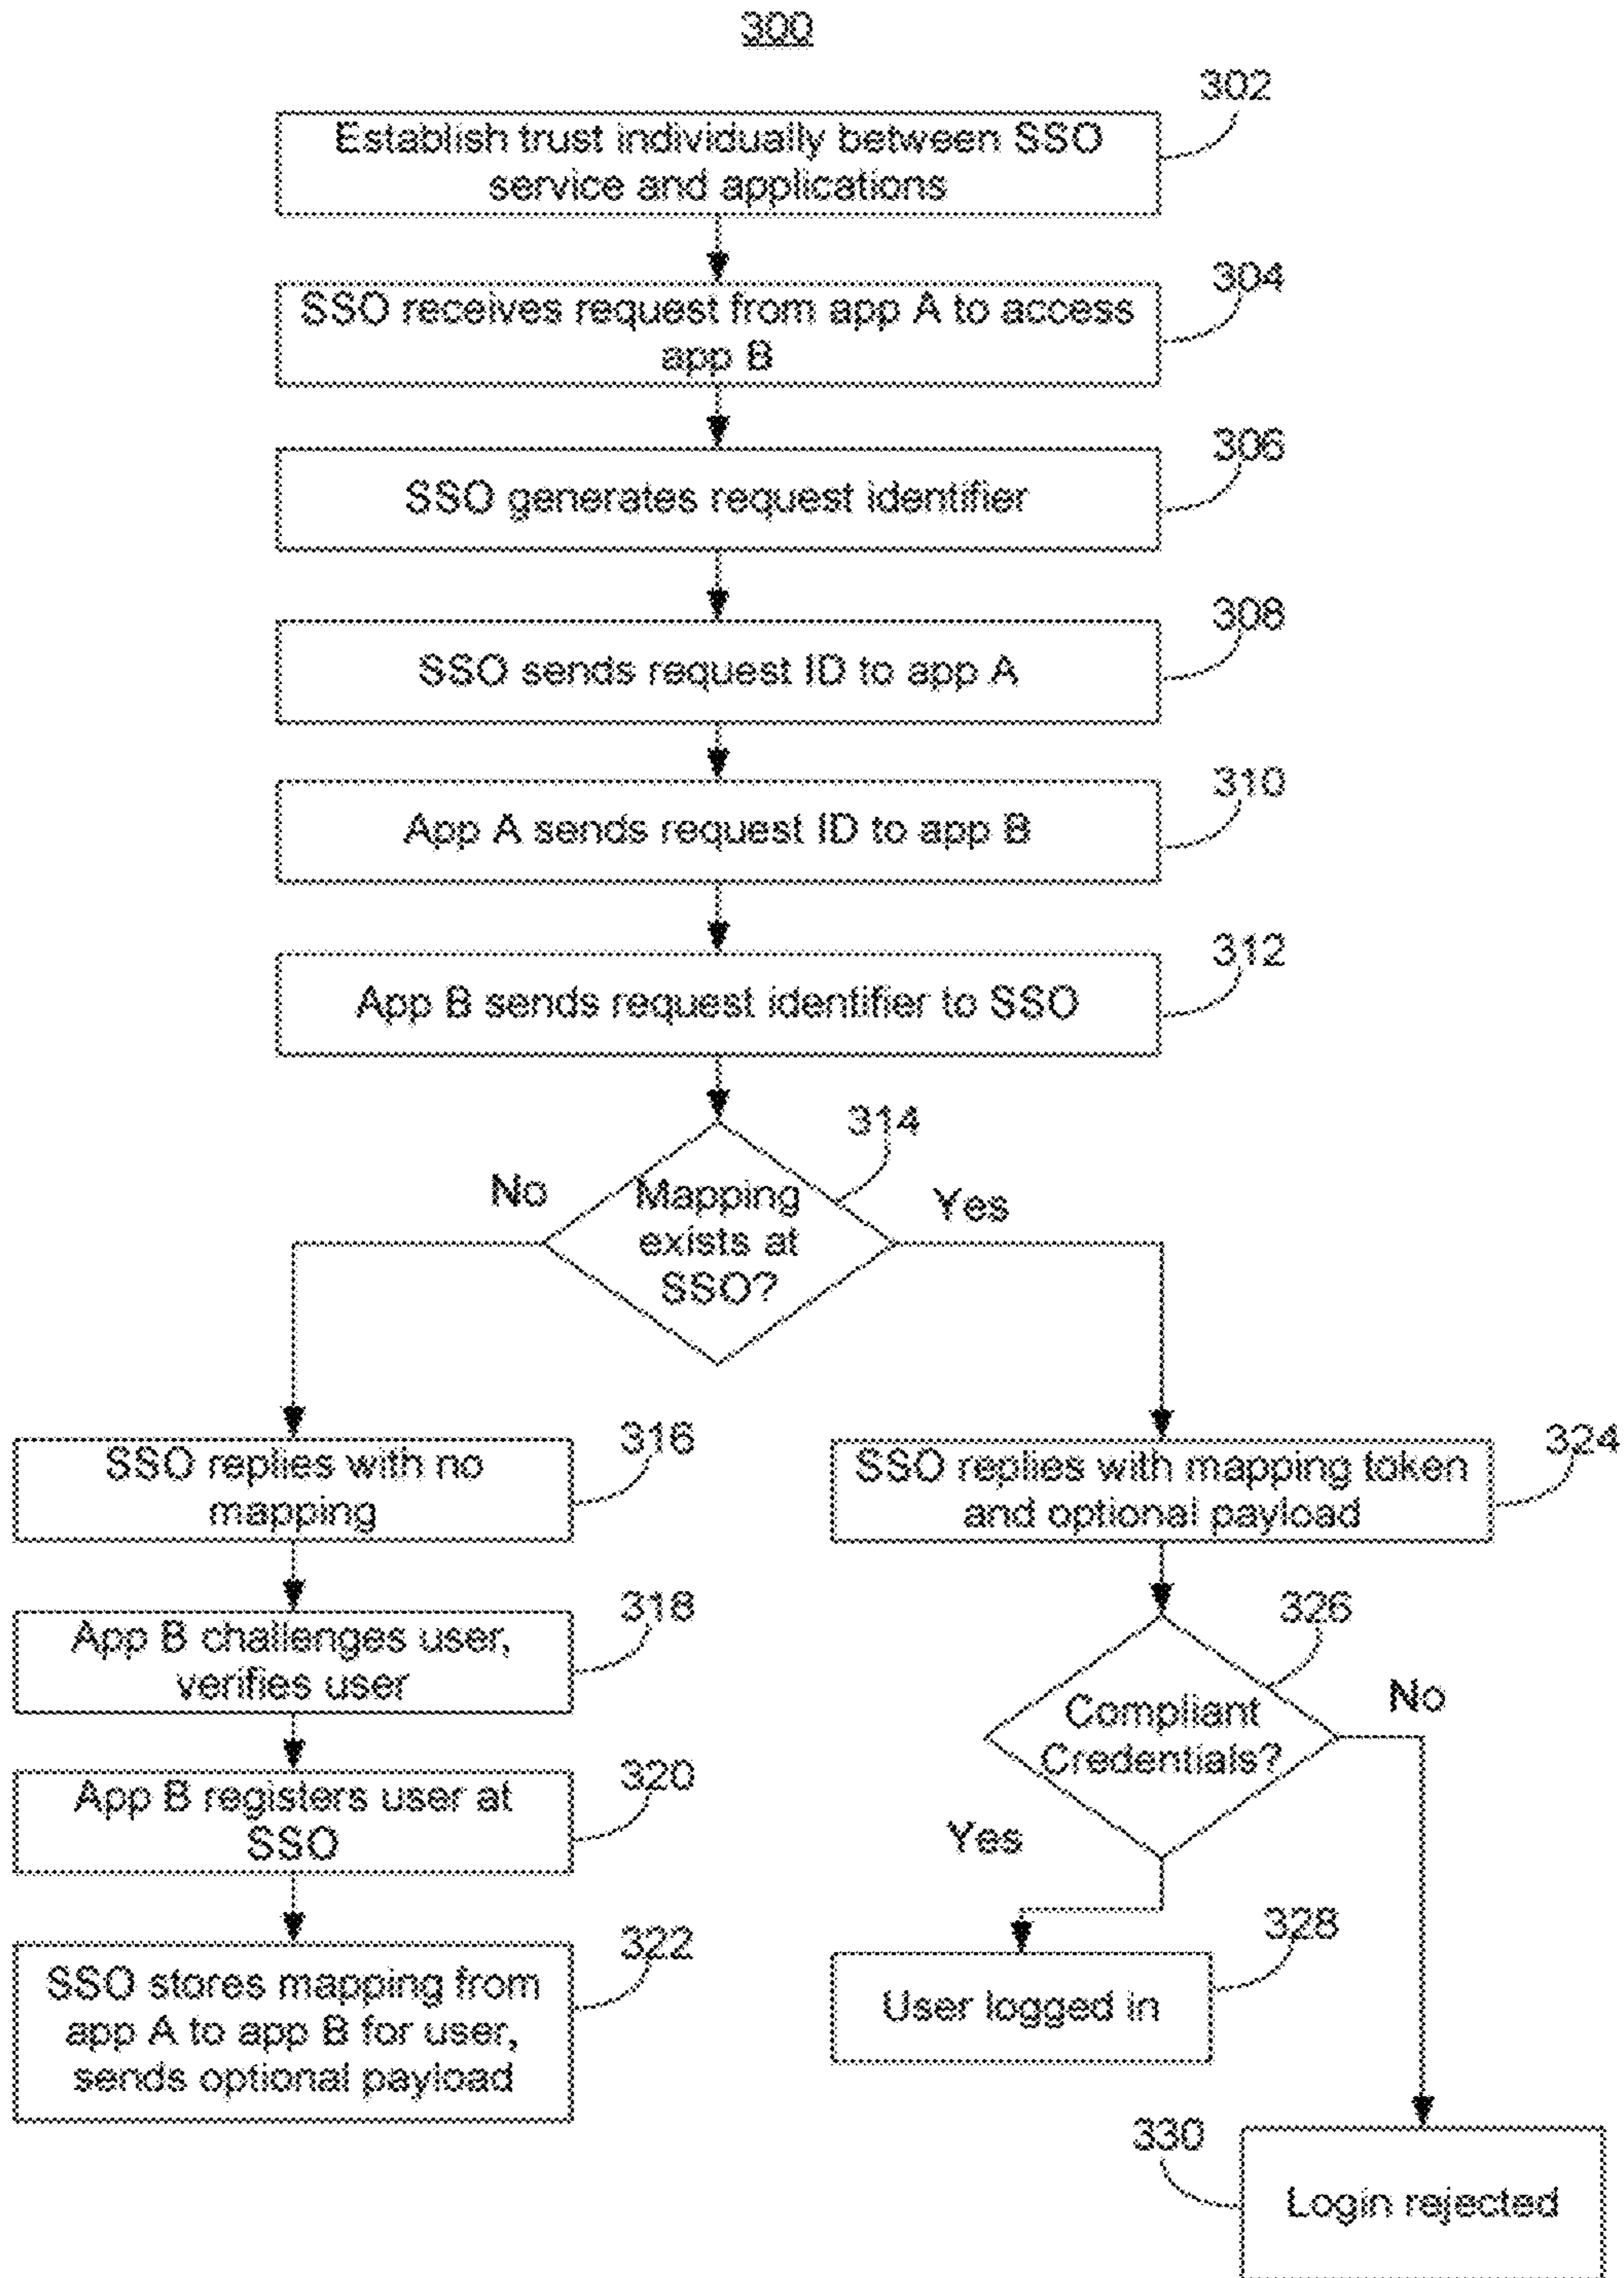 300
302
Establish trust individually between SSO
service and applications
304
SSO receives request from app A to access
app B
306
SSO generates request identifier
308
SSO sends request ID to app A
310
App A sends request ID to app B
312
App B sends request identifier to SSO
314
No
Mapping
exists at
SSO?
Yes
316
SSO replies with no
mapping
324
SSO replies with mapping token
and optional payload
318
App B challenges user,
verifies user
326
Compliant
Credentials?
No
Yes
320
App B registers user at
SSO
322
SSO stores mapping from
app A to app B for user,
sends optional payload
328
User logged in
330
Login rejected